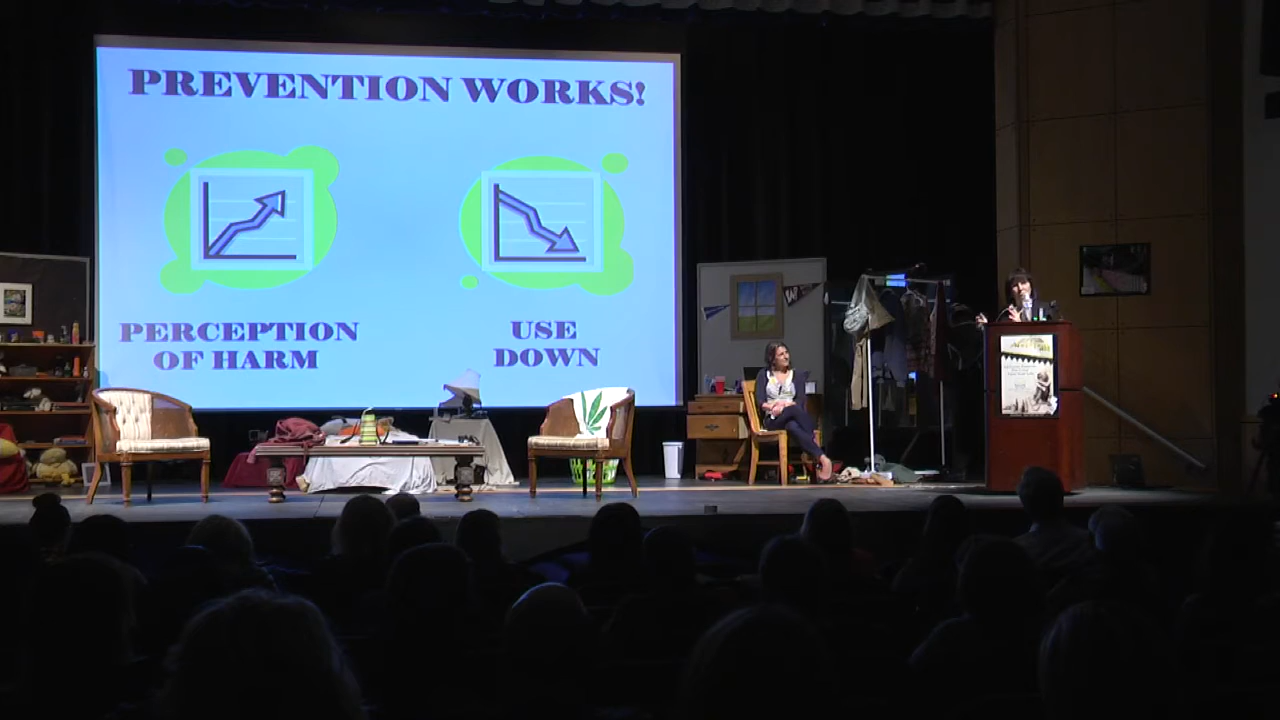 PREVENTION WORKS!
PERCEPTION
OF HARM
USE
DOWN
W